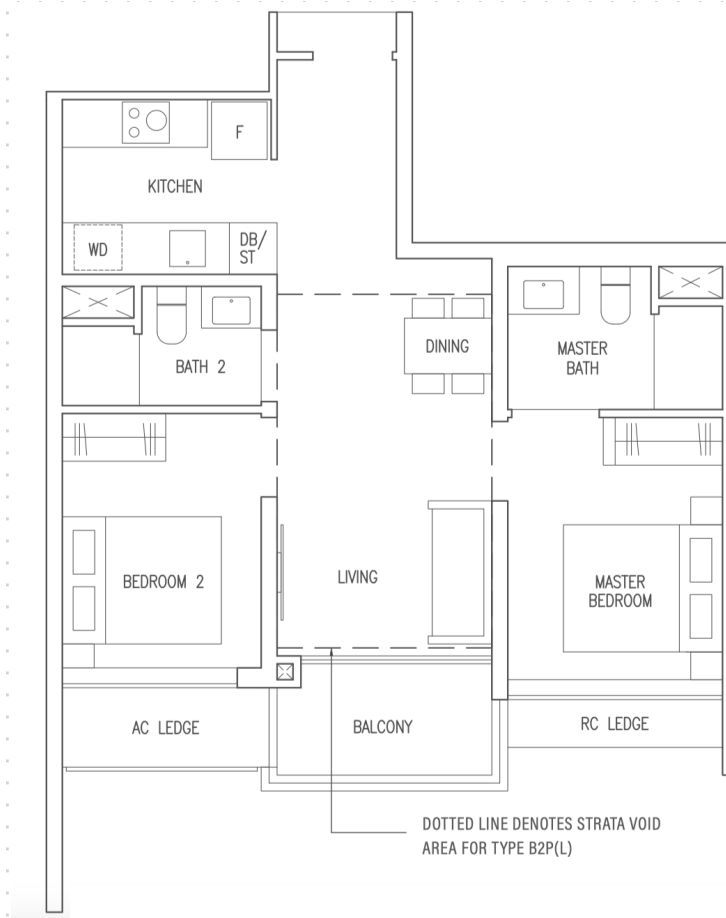 F
KITCHEN
WD
DB/
ST
DINING
BATH 2
MASTER
BATH
LIVING
BEDROOM 2
MASTER
BEDROOM
AC LEDGE
BALCONY
RC LEDGE
DOTTED LINE DENOTES STRATA VOID
AREA FOR TYPE B2P(L)